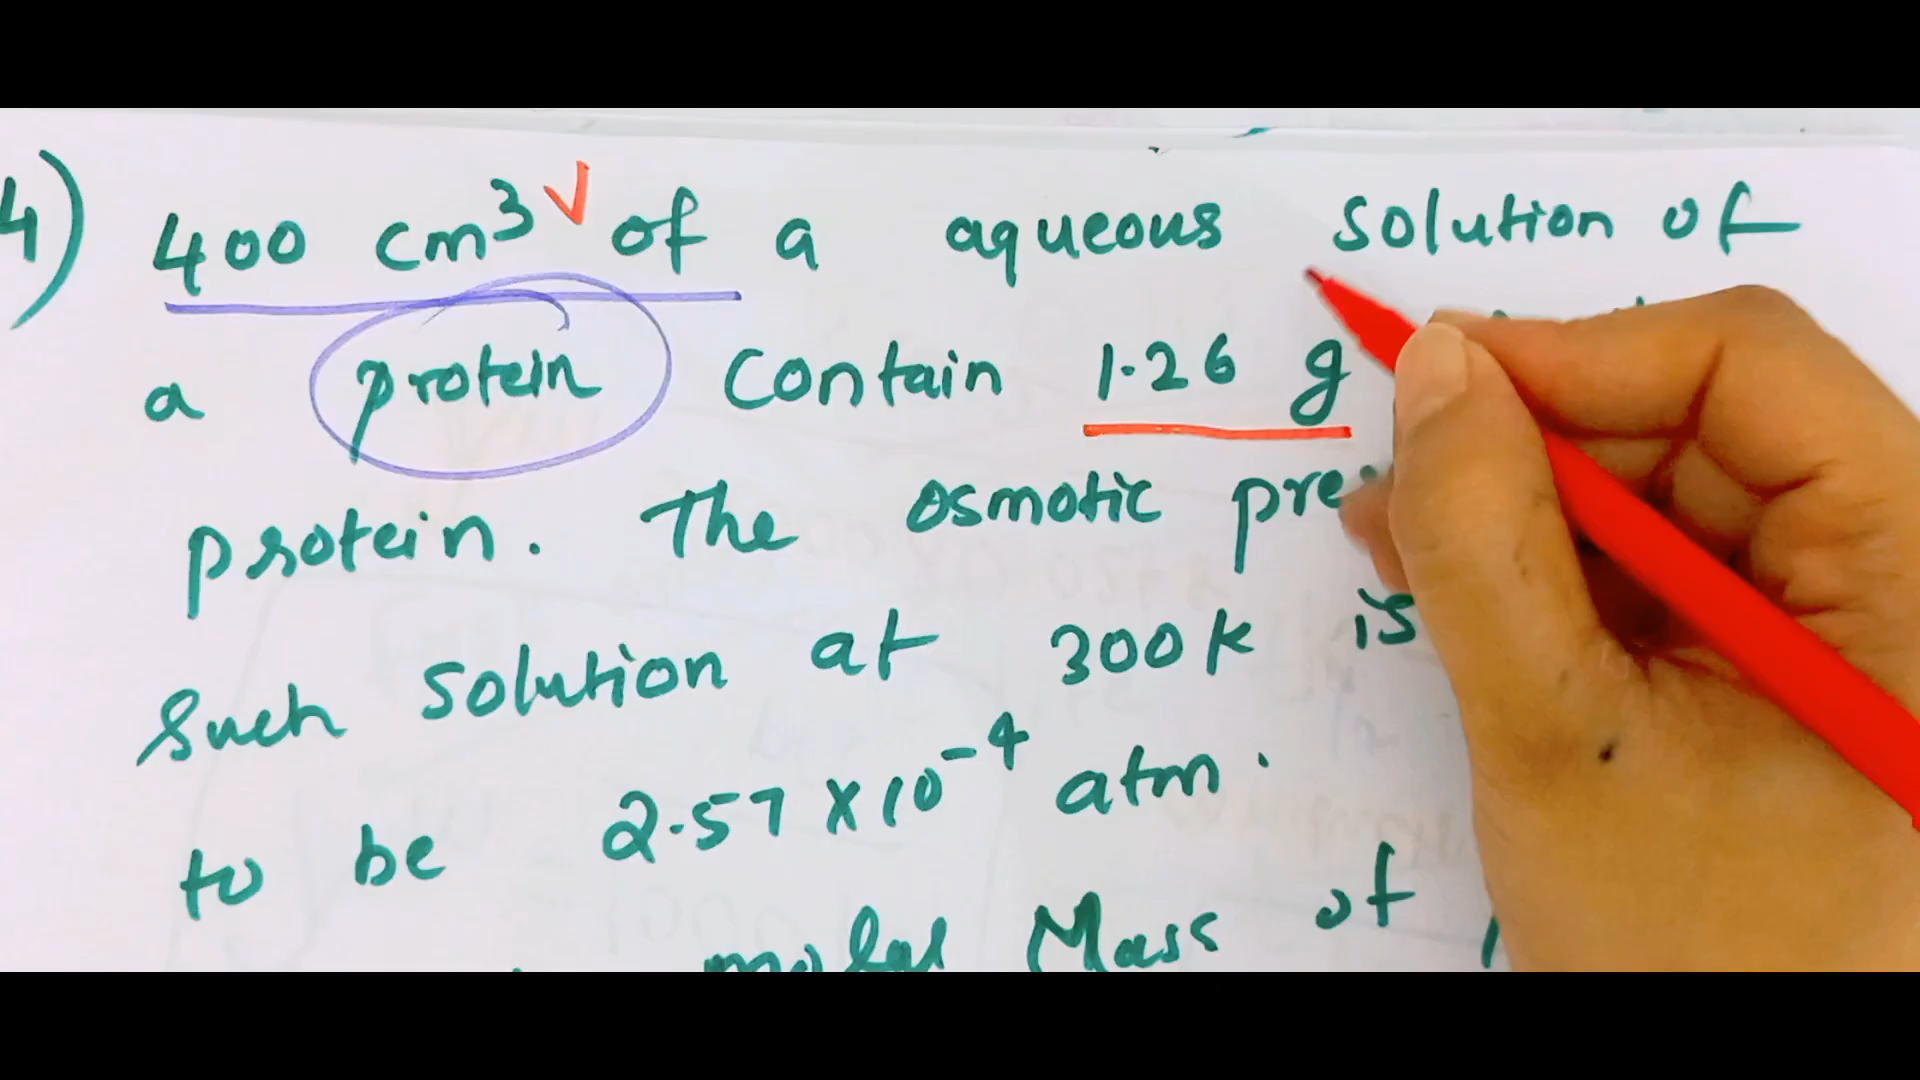 4) 400 cm³ of a aqueous solution of
a protein contain 1.26 g
protein. The osmotic
such solution at 300k is
to be 2.57 x 10⁻⁴ atm.
molal Mass of